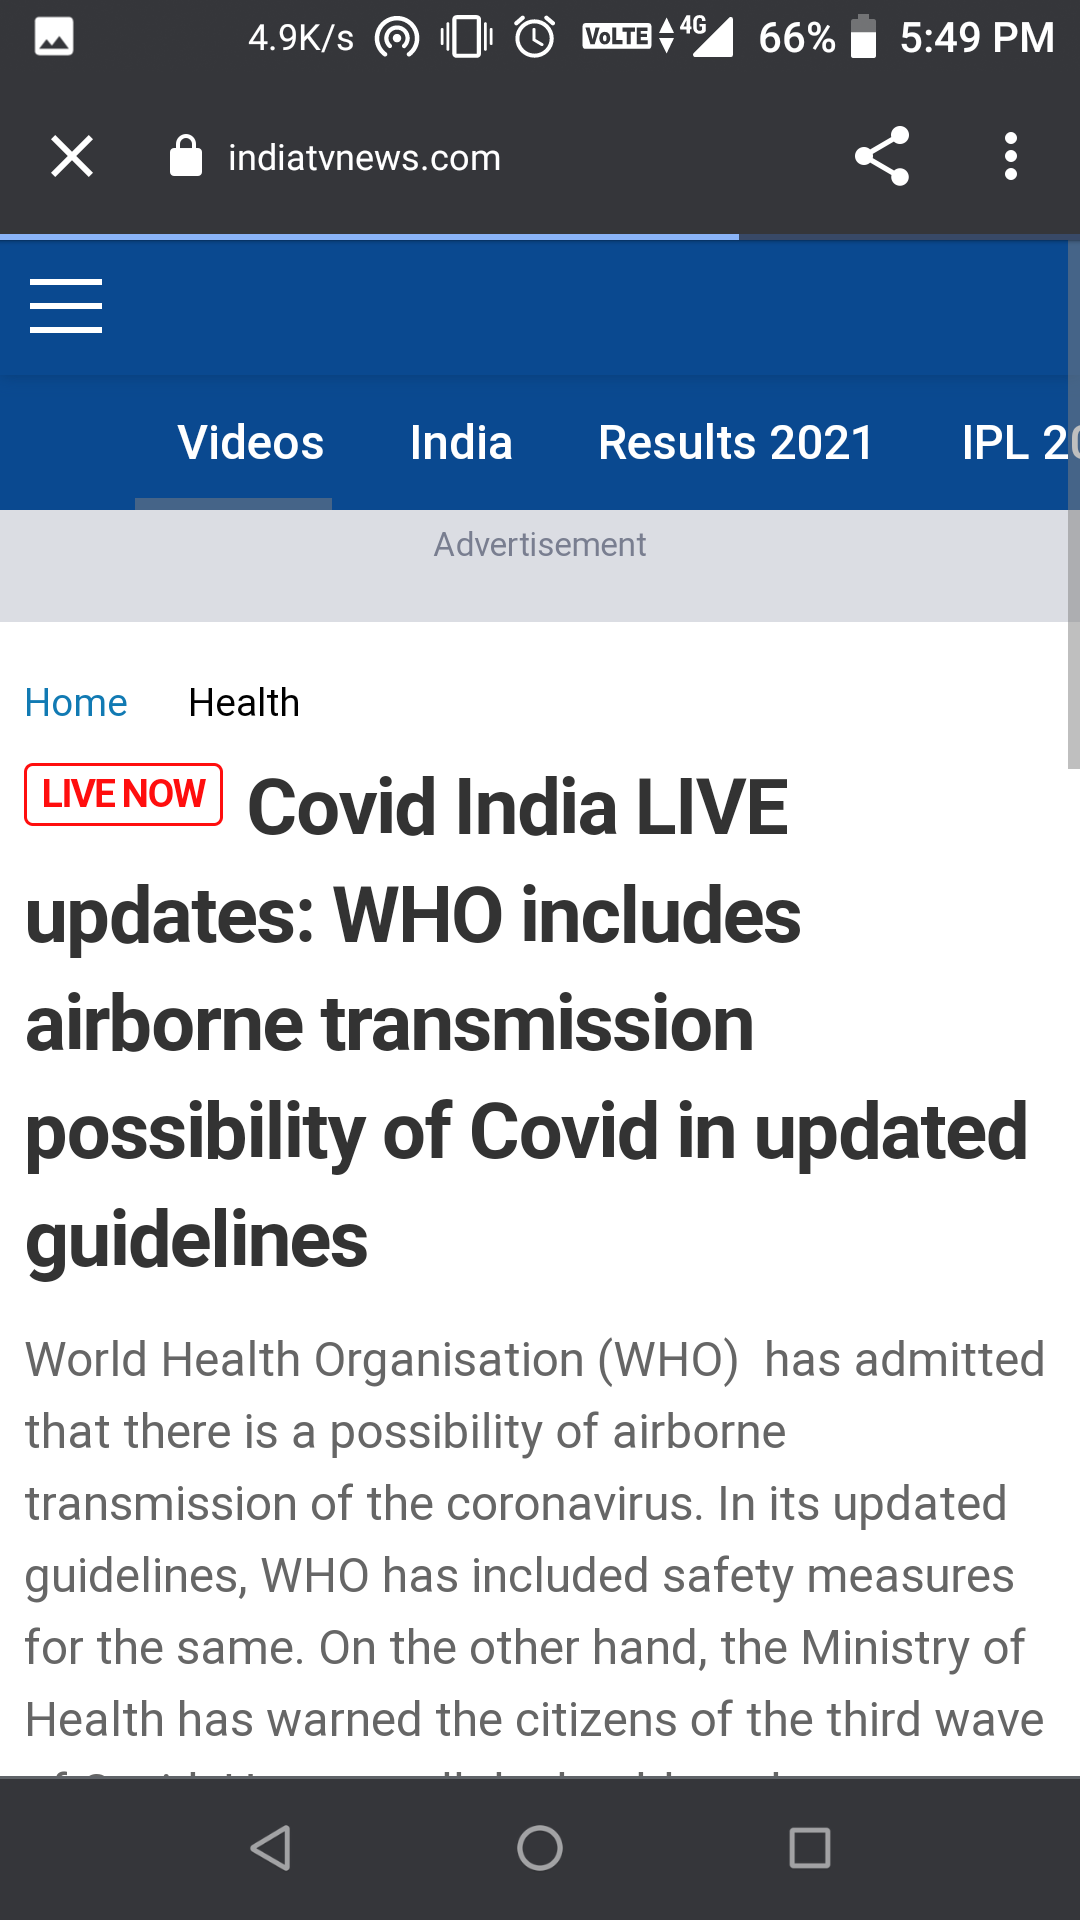 4.9K/s VoLTE 4G 66% 5:49 PM
indiatvnews.com
Videos India Results 2021 IPL 20
Advertisement
Home Health
LIVE NOW Covid India LIVE
updates: WHO includes
airborne transmission
possibility of Covid in updated
guidelines
World Health Organisation (WHO) has admitted
that there is a possibility of airborne
transmission of the coronavirus. In its updated
guidelines, WHO has included safety measures
for the same. On the other hand, the Ministry of
Health has warned the citizens of the third wave